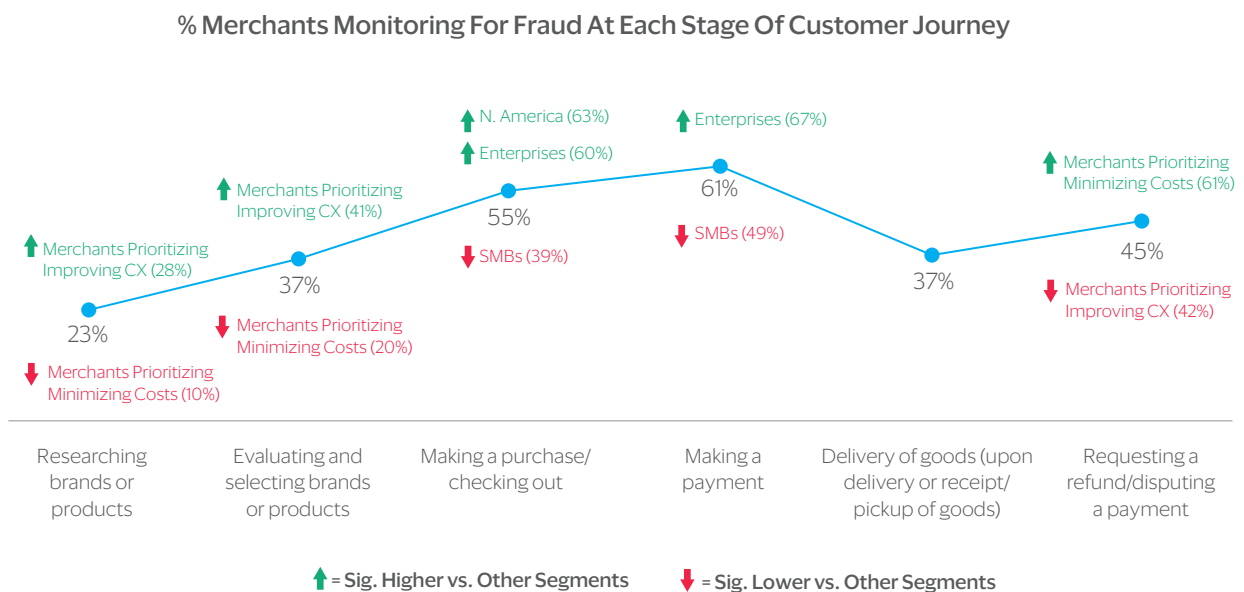 % Merchants Monitoring For Fraud At Each Stage Of Customer Journey
Merchants Prioritizing
Improving CX (28%)
23%
Merchants Prioritizing
Minimizing Costs (10%)
Merchants Prioritizing
Improving CX (41%)
37%
Merchants Prioritizing
Minimizing Costs (20%)
N. America (63%)
Enterprises (60%)
55%
SMBs (39%)
Enterprises (67%)
61%
SMBs (49%)
37%
Merchants Prioritizing
Minimizing Costs (61%)
45%
Merchants Prioritizing
Improving CX (42%)
Researching
brands or
products
Evaluating and
selecting brands
or products
Making a purchase/
checking out
Making a
payment
Delivery of goods (upon
delivery or receipt/
pickup of goods)
Requesting a
refund/disputing
a payment
= Sig. Higher vs. Other Segments
= Sig. Lower vs. Other Segments